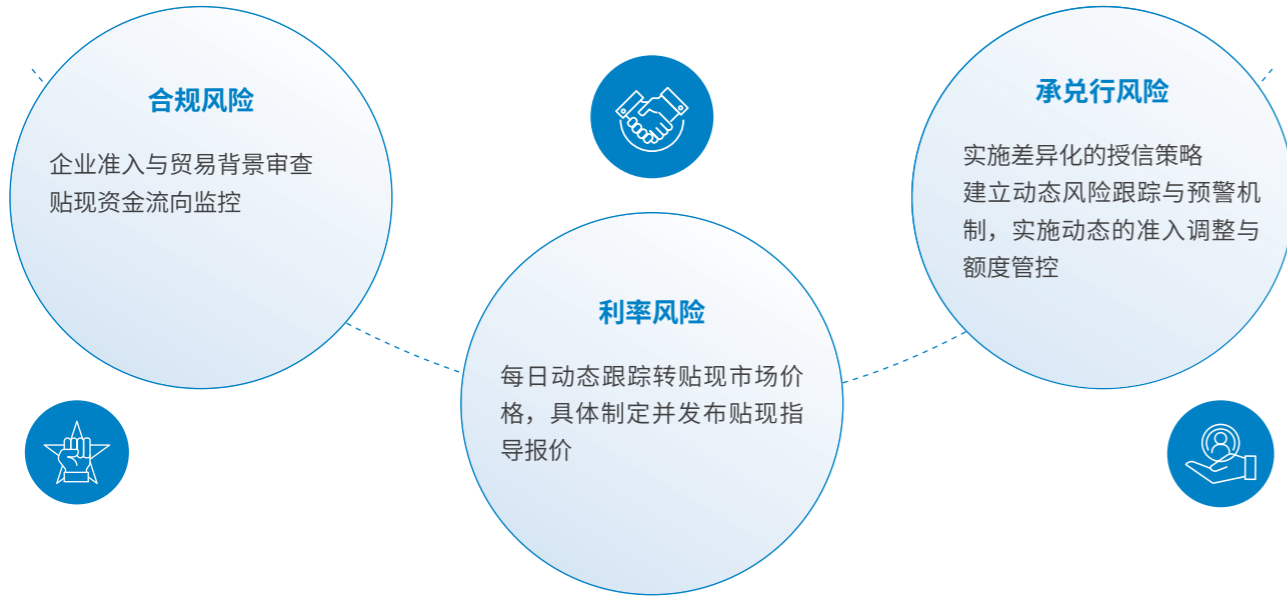 合规风险
企业准入与贸易背景审查
贴现资金流向监控
利率风险
每日动态跟踪转贴现市场价
格，具体制定并发布贴现指
导报价
承兑行风险
实施差异化的授信策略
建立动态风险跟踪与预警机
制，实施动态的准入调整与
额度管控